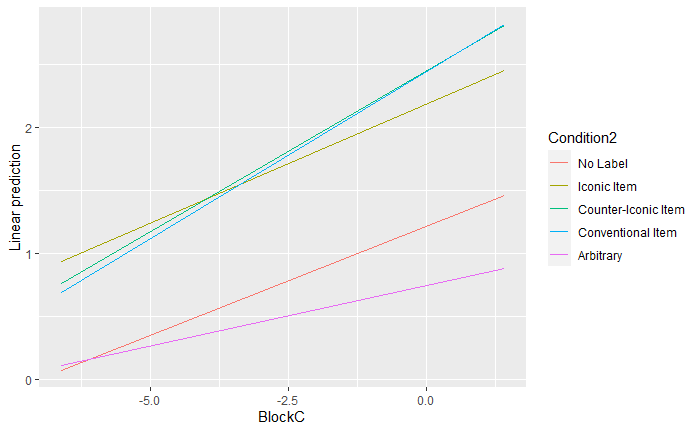 Linear prediction
2
1
0
-5.0
-2.5
0.0
BlockC
Condition2
No Label
Iconic Item
Counter-Iconic Item
Conventional Item
Arbitrary